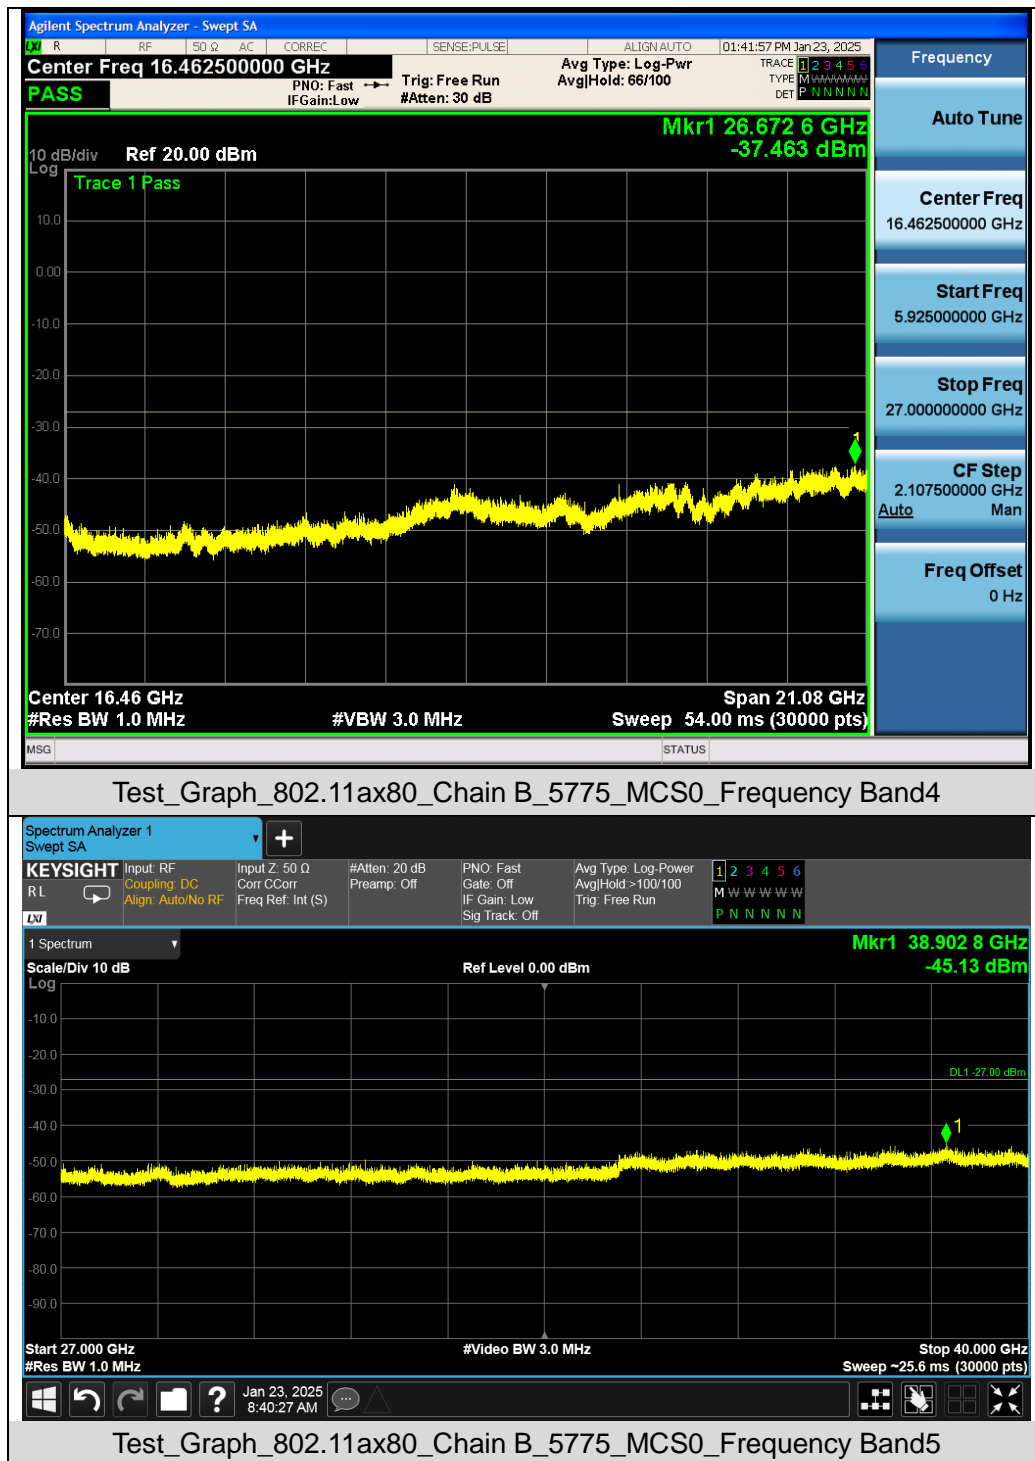 Agilent Spectrum Analyzer - Swept SA
LXI R RF 50 Ω AC CORREC SENSE:PULSE ALIGN AUTO 01:41:57 PM Jan 23, 2025
Center Freq 16.462500000 GHz
PNO: Fast
IFGain:Low
Trig: Free Run
#Atten: 30 dB
Avg Type: Log-Pwr
Avg|Hold: 66/100
TRACE 1 2 3 4 5 6
TYPE M W W W W W
DET P N N N N N
PASS
Mkr1 26.672 6 GHz
-37.463 dBm
10 dB/div Ref 20.00 dBm
Log
Trace 1 Pass
10.0
0.00
-10.0
-20.0
-30.0
1
-40.0
-50.0
-60.0
-70.0
Center 16.46 GHz Span 21.08 GHz
#Res BW 1.0 MHz #VBW 3.0 MHz Sweep 54.00 ms (30000 pts)
MSG STATUS
Frequency
Auto Tune
Center Freq
16.462500000 GHz
Start Freq
5.925000000 GHz
Stop Freq
27.000000000 GHz
CF Step
2.107500000 GHz
Auto Man
Freq Offset
0 Hz
Test_Graph_802.11ax80_Chain B_5775_MCS0_Frequency Band4
Spectrum Analyzer 1
Swept SA
+
KEYSIGHT
RL
LXI
Input: RF
Coupling: DC
Align: Auto/No RF
Input Z: 50 Ω
Corr CCorr
Freq Ref: Int (S)
#Atten: 20 dB
Preamp: Off
PNO: Fast
Gate: Off
IF Gain: Low
Sig Track: Off
Avg Type: Log-Power
Avg|Hold:>100/100
Trig: Free Run
1 2 3 4 5 6
M W W W W W
P N N N N N
1 Spectrum
Mkr1 38.902 8 GHz
Scale/Div 10 dB Ref Level 0.00 dBm -45.13 dBm
Log
-10.0
-20.0
DL1 -27.00 dBm
-30.0
-40.0
1
-50.0
-60.0
-70.0
-80.0
-90.0
Start 27.000 GHz #Video BW 3.0 MHz Stop 40.000 GHz
#Res BW 1.0 MHz Sweep ~25.6 ms (30000 pts)
?
Jan 23, 2025
8:40:27 AM
Test_Graph_802.11ax80_Chain B_5775_MCS0_Frequency Band5